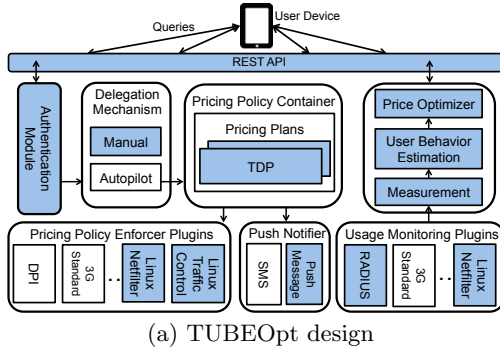 Queries
User Device
REST API
Authentication
Module
Delegation
Mechanism
Manual
Autopilot
Pricing Policy Container
Pricing Plans
TDP
Price Optimizer
User Behavior
Estimation
Measurement
Pricing Policy Enforcer Plugins
DPI
3G
Standard
..
Linux
Netfilter
Linux
Traffic
Control
Push Notifier
SMS
Push
Message
Usage Monitoring Plugins
RADIUS
3G
Standard
..
Linux
Netfilter
(a) TUBEOpt design